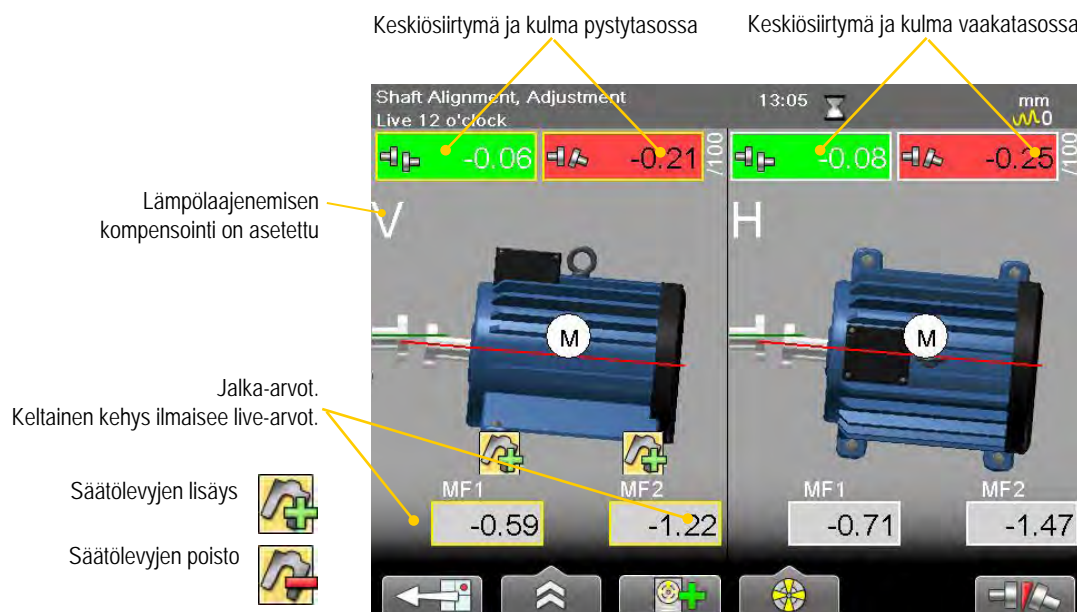 Keskiösiirtymä ja kulma pystytasossa
Keskiösiirtymä ja kulma vaakatasossa
Shaft Alignment, Adjustment
Live 12 o'clock
13:05
mm
0
-0.06
-0.21
/100
-0.08
-0.25
/100
Lämpölaajenemisen
kompensointi on asetettu
V
H
M
M
Jalka-arvot.
Keltainen kehys ilmaisee live-arvot.
Säätölevyjen lisäys
Säätölevyjen poisto
MF1
MF2
MF1
MF2
-0.59
-1.22
-0.71
-1.47